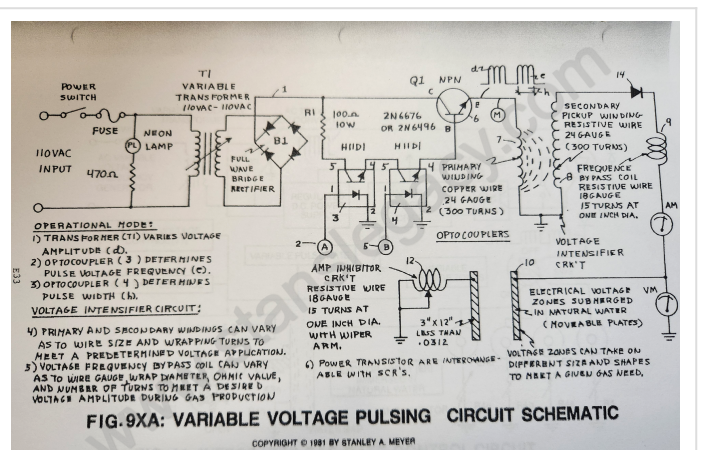 T1
VARIABLE
TRANSFORMER
110VAC-110VAC
POWER
SWITCH
FUSE
PL
NEON
LAMP
470Ω
110VAC
INPUT
1
B1
FULL
WAVE
BRIDGE
RECTIFIER
R1
100Ω
10W
H11D1
5
4
1
2
3
2
A
Q1 NPN
C
E
6
B
2N6676
OR 2N6496
H11D1
5
4
1
2
4
5
B
d
e
h
M
7
PRIMARY
WINDING
COPPER WIRE
24 GAUGE
(300 TURNS)
OPTOCOUPLERS
8
14
SECONDARY
PICKUP WINDING
RESISTIVE WIRE
24 GAUGE
(300 TURNS)
9
FREQUENCY
BYPASS COIL
RESISTIVE WIRE
18GAUGE
15 TURNS AT
ONE INCH DIA.
AM
VOLTAGE
INTENSIFIER
CRK'T
OPERATIONAL MODE:
1) TRANSFORMER (T1) VARIES VOLTAGE
AMPLITUDE (d).
2) OPTOCOUPLER (3) DETERMINES
PULSE VOLTAGE FREQUENCY (e).
3) OPTOCOUPLER (4) DETERMINES
PULSE WIDTH (h).
VOLTAGE INTENSIFIER CIRCUIT:
4) PRIMARY AND SECONDARY WINDINGS CAN VARY
AS TO WIRE SIZE AND WRAPPING TURNS TO
MEET A PREDETERMINED VOLTAGE APPLICATION.
5) VOLTAGE FREQUENCY BYPASS COIL CAN VARY
AS TO WIRE GAUGE, WRAP DIAMETER, OHMIC VALUE,
AND NUMBER OF TURNS TO MEET A DESIRED
VOLTAGE AMPLITUDE DURING GAS PRODUCTION
E33
AMP INHIBITOR
CRK'T
RESISTIVE WIRE
18GAUGE
15 TURNS AT
ONE INCH DIA.
WITH WIPER
ARM.
12
3"X12"
LESS THAN
.0312
10
ELECTRICAL VOLTAGE
ZONES SUBMERGED
IN NATURAL WATER
(MOVEABLE PLATES)
VM
6) POWER TRANSISTOR ARE INTERCHANGE-
ABLE WITH SCR'S.
VOLTAGE ZONES CAN TAKE ON
DIFFERENT SIZE AND SHAPES
TO MEET A GIVEN GAS NEED.
FIG.9XA: VARIABLE VOLTAGE PULSING CIRCUIT SCHEMATIC
COPYRIGHT © 1981 BY STANLEY A. MEYER